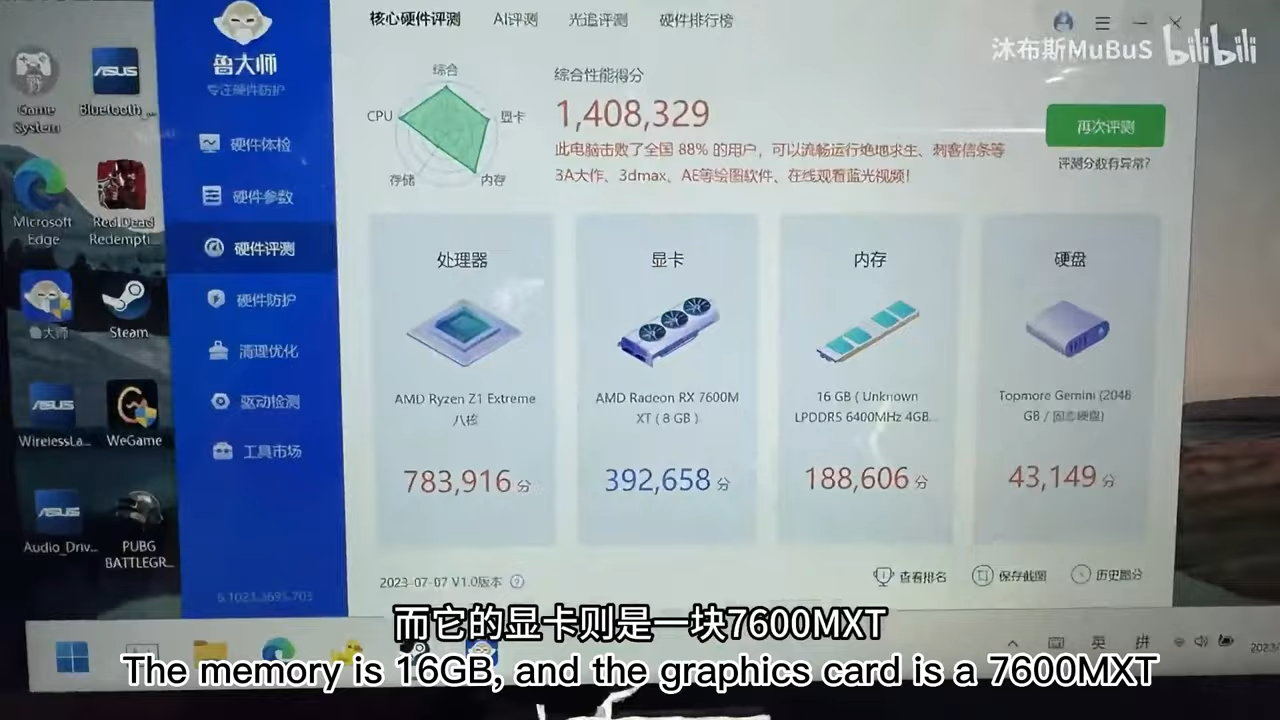 核心硬件评测
AI评测
光追评测
硬件排行榜
沐布斯MuBuS bilibili
鲁大师
专注硬件防护
Game
System
ASUS
Bluetooth_...
Microsoft
Edge
Red Dead
Redempti...
鲁大师
Steam
ASUS
WirelessLa...
WeGame
ASUS
Audio_Driv...
PUBG
BATTLEGR...
硬件体检
硬件参数
硬件评测
硬件防护
清理优化
驱动检测
工具市场
综合
CPU
显卡
存储
内存
综合性能得分
1,408,329
此电脑击败了全国 88% 的用户，可以流畅运行绝地求生、刺客信条等
3A大作、3dmax、AE等绘图软件、在线观看蓝光视频！
再次评测
评测分数有异常?
处理器
AMD Ryzen Z1 Extreme
八核
783,916 分
显卡
AMD Radeon RX 7600M
XT ( 8 GB )
392,658 分
内存
16 GB ( Unknown
LPDDR5 6400MHz 4GB...
188,606 分
硬盘
Topmore Gemini (2048
GB / 固态硬盘)
43,149 分
2023-07-07 V1.0版本
查看排名
保存截图
历史跑分
而它的显卡则是一块7600MXT
英
拼
2023/
The memory is 16GB, and the graphics card is a 7600MXT